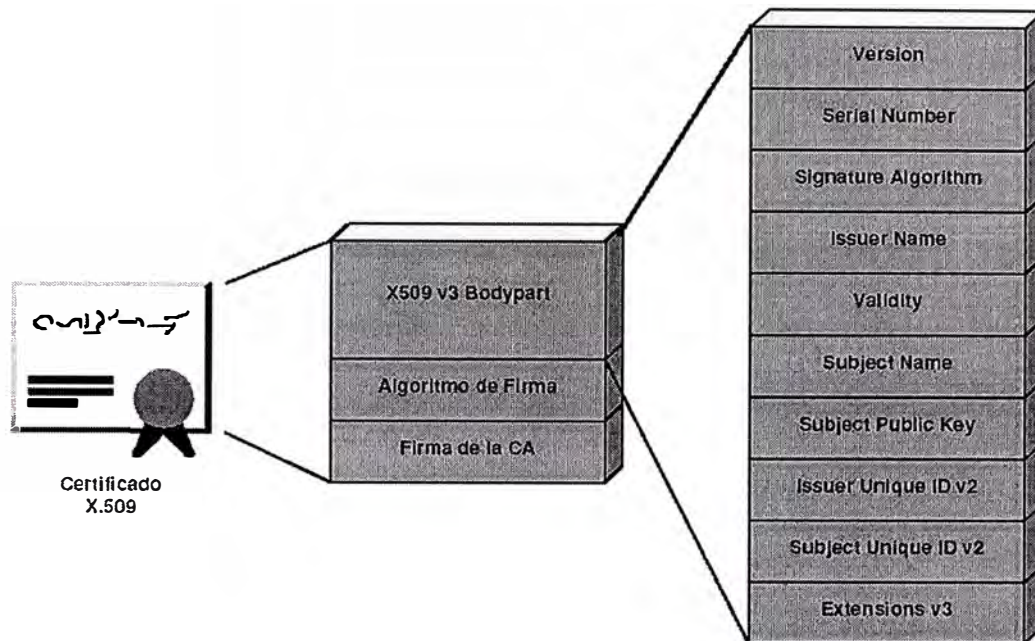 Certificado
X.509
X509 v3 Bodypart
Algoritmo de Firma
Firma de la CA
Version
Serial Number
Signature Algorithm
Issuer Name
Validity
Subject Name
Subject Public Key
Issuer Unique ID v2
Subject Unique ID v2
Extensions v3